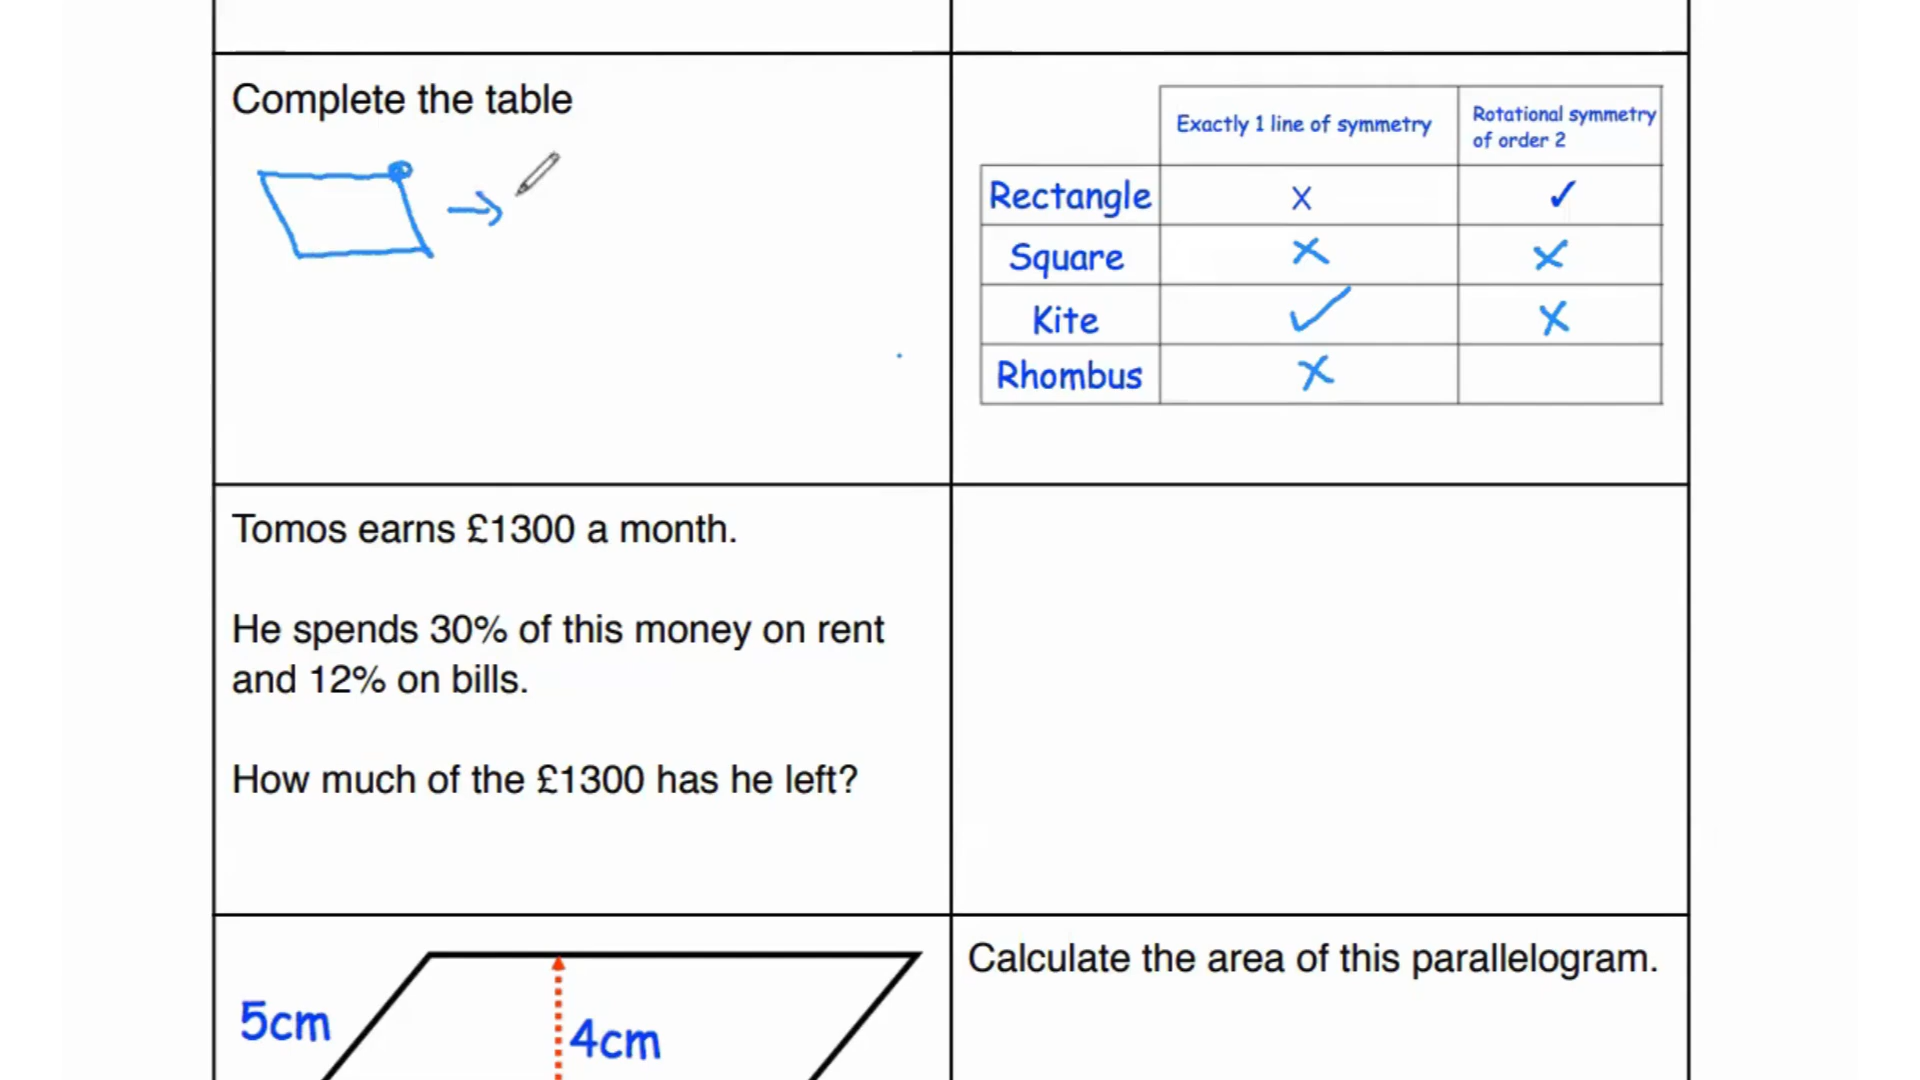 Complete the table
Exactly 1 line of symmetry
Rotational symmetry
of order 2
Rectangle x ✓
Square x x
Kite ✓ x
Rhombus x
Tomos earns £1300 a month.
He spends 30% of this money on rent
and 12% on bills.
How much of the £1300 has he left?
5cm
4cm
Calculate the area of this parallelogram.